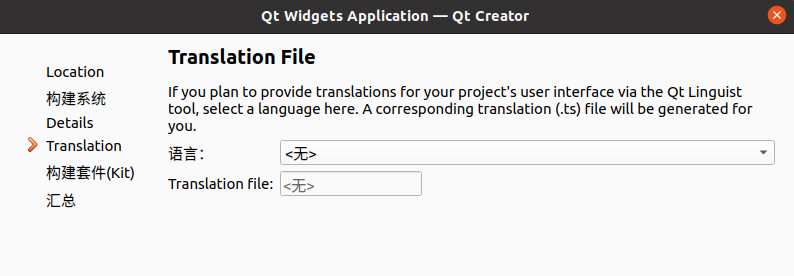 Qt Widgets Application — Qt Creator
Location
构建系统
Details
Translation
构建套件(Kit)
汇总
Translation File
If you plan to provide translations for your project's user interface via the Qt Linguist
tool, select a language here. A corresponding translation (.ts) file will be generated for
you.
语言：
<无>
Translation file:
<无>